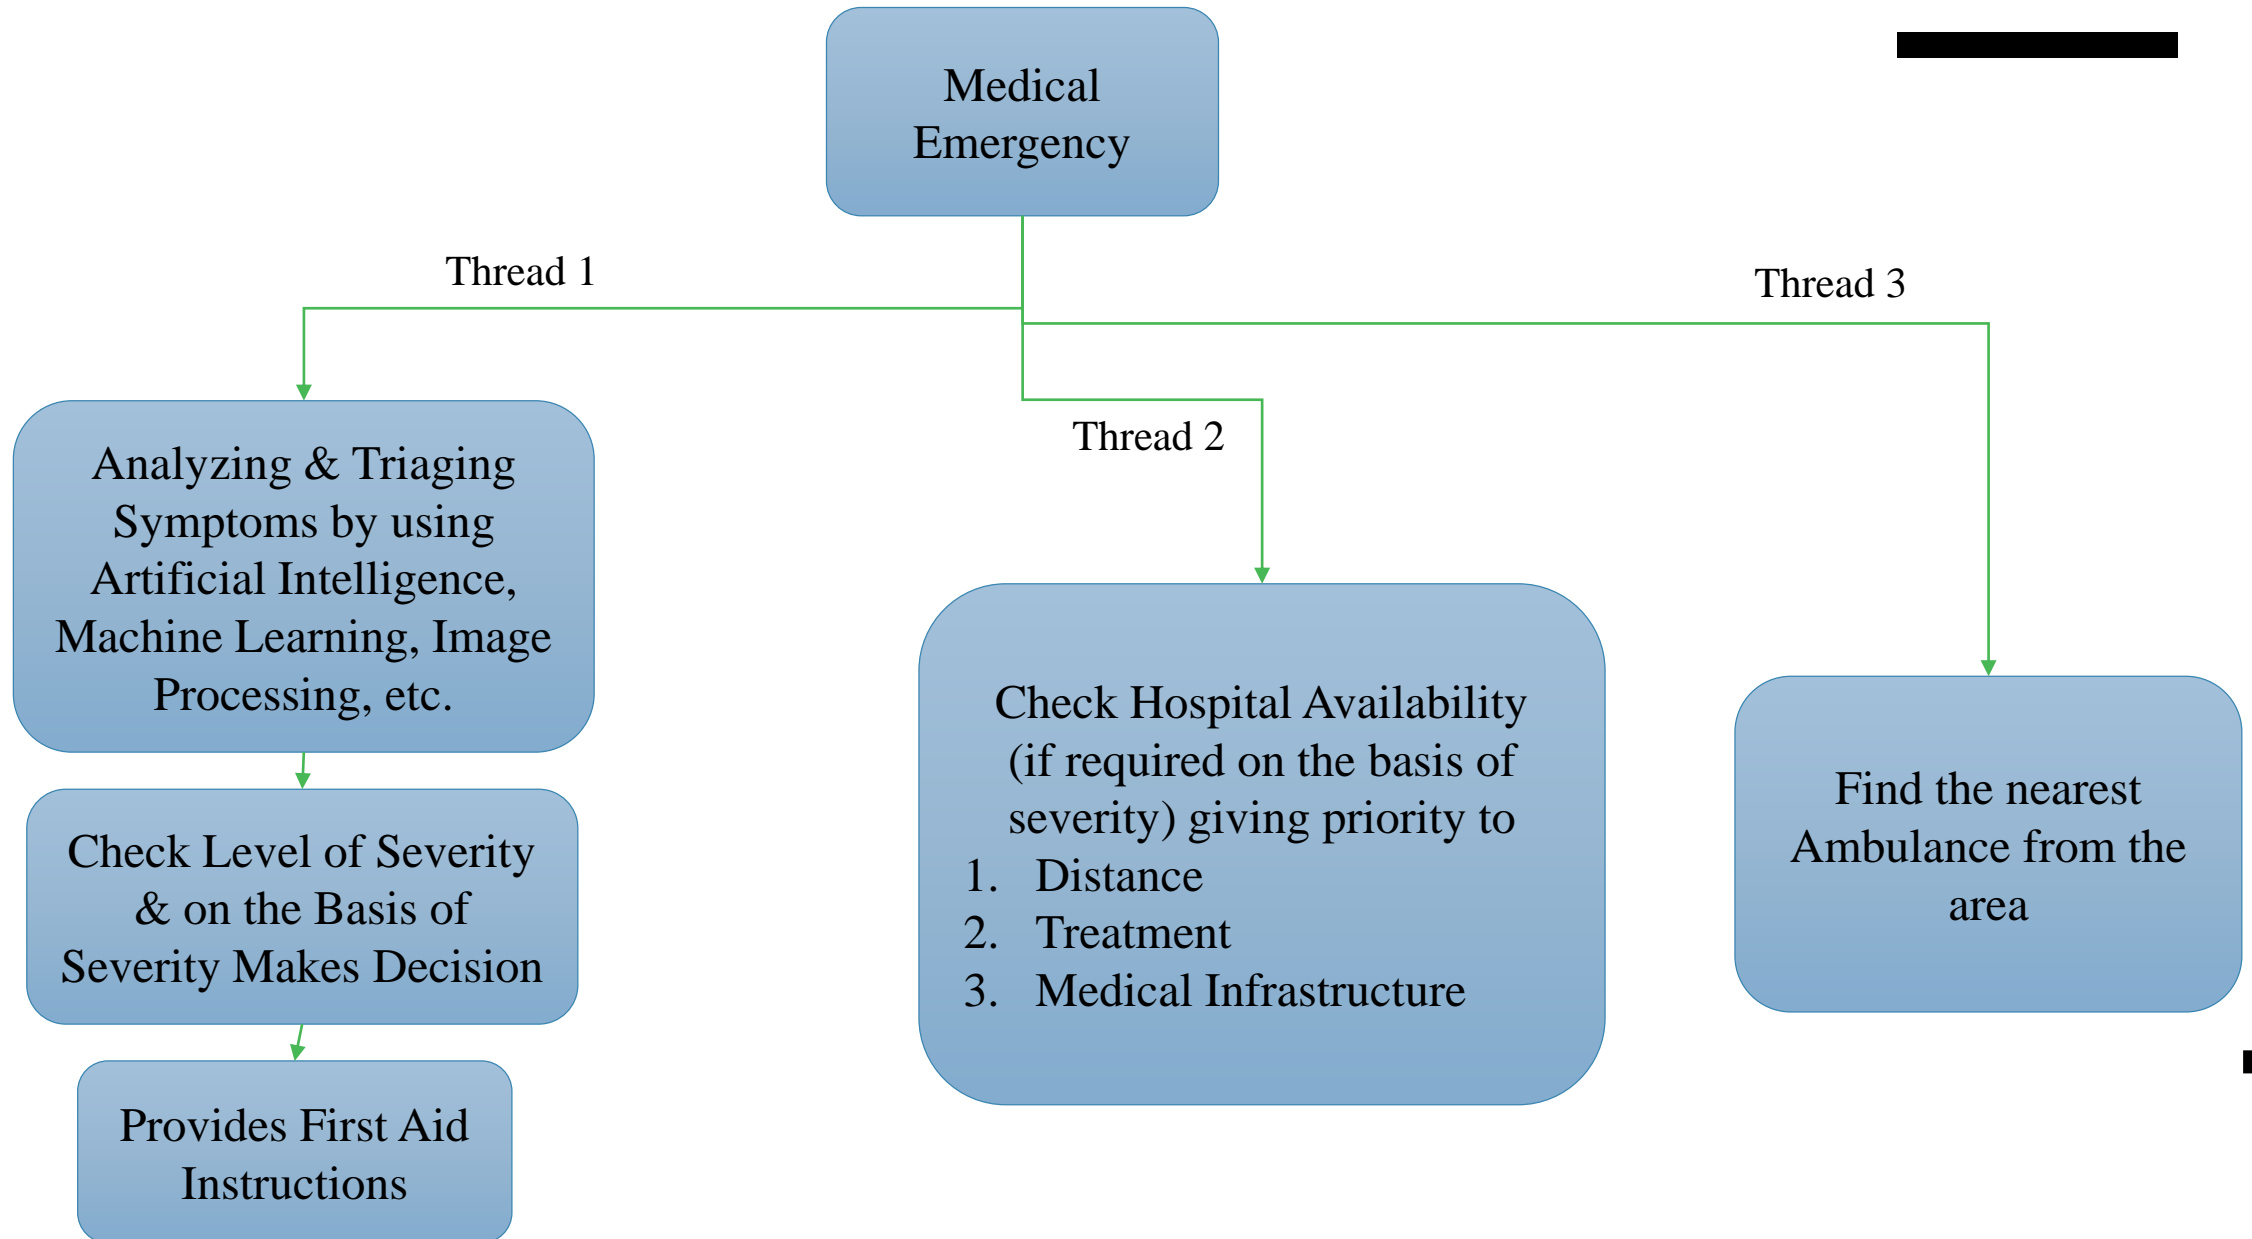 Medical
Emergency
Thread 1
Thread 3
Thread 2
Analyzing & Triaging
Symptoms by using
Artificial Intelligence,
Machine Learning, Image
Processing, etc.
Check Level of Severity
& on the Basis of
Severity Makes Decision
Provides First Aid
Instructions
Check Hospital Availability
(if required on the basis of
severity) giving priority to
1. Distance
2. Treatment
3. Medical Infrastructure
Find the nearest
Ambulance from the
area